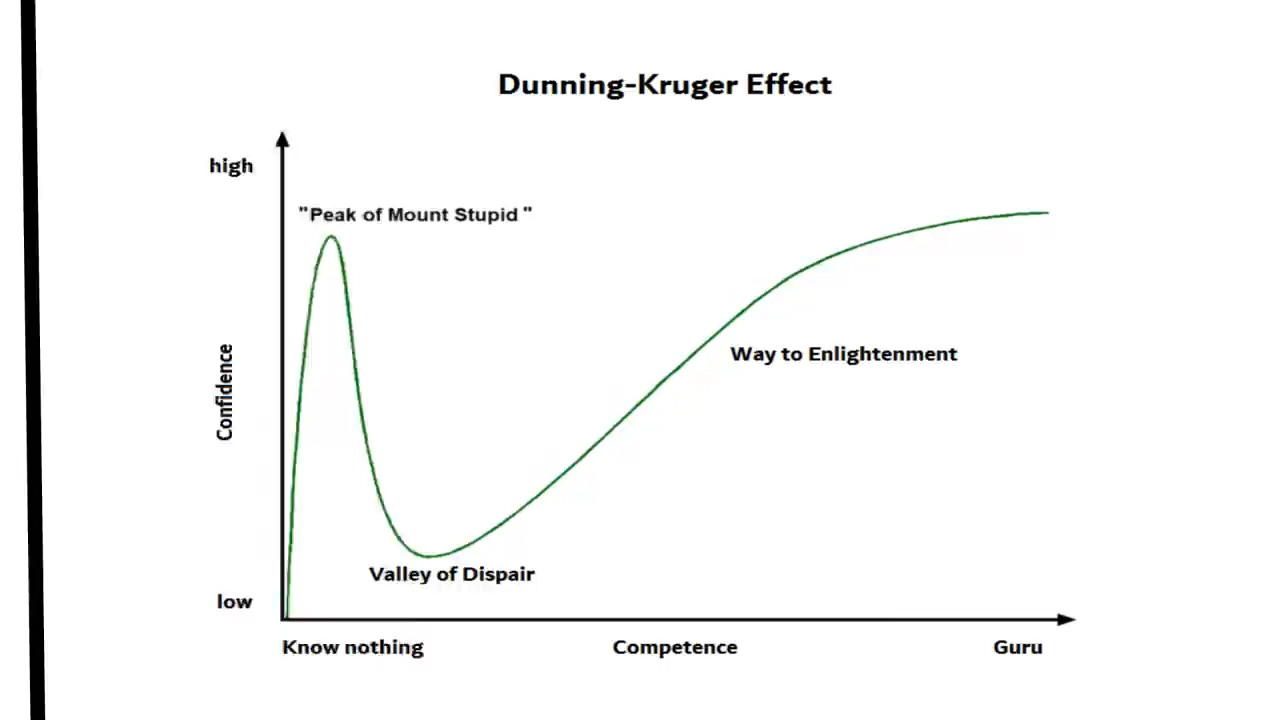 Dunning-Kruger Effect
high
"Peak of Mount Stupid "
Confidence
Way to Enlightenment
Valley of Dispair
low
Know nothing
Competence
Guru